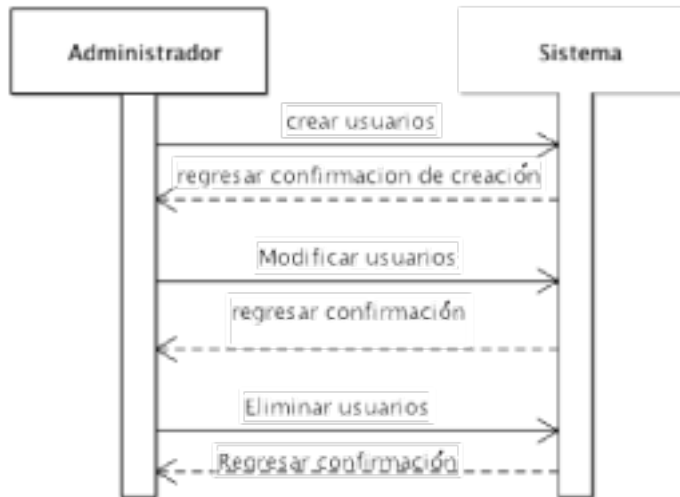 Administrador
Sistema
crear usuarios
regresar confirmacion de creación
Modificar usuarios
regresar confirmación
Eliminar usuarios
Regresar confirmación